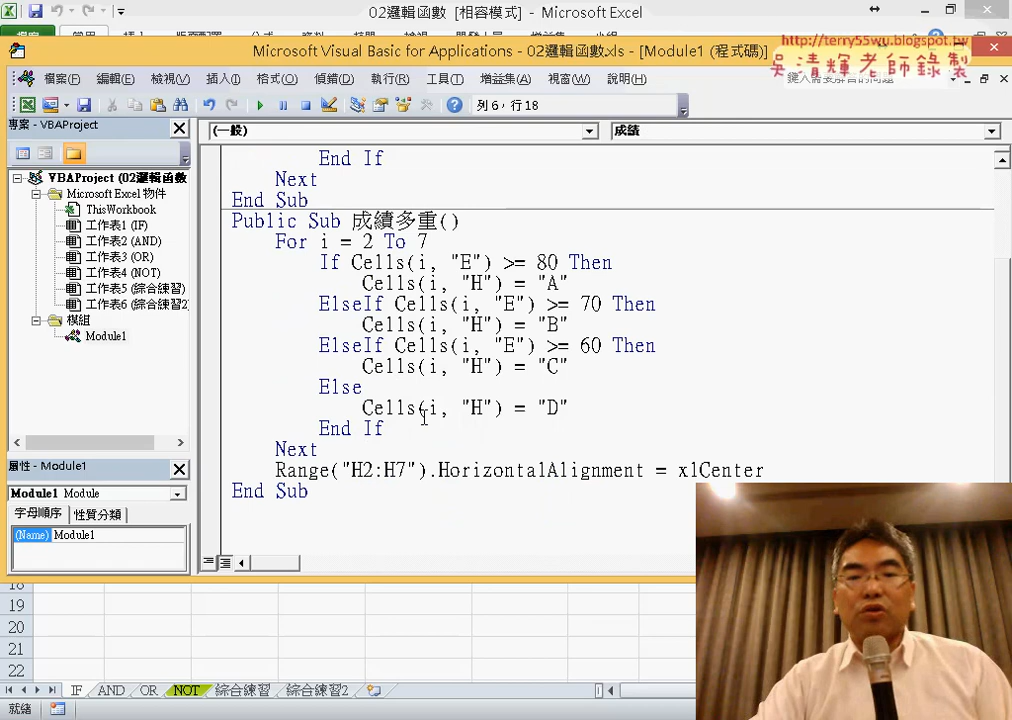 02邏輯函數 [相容模式] - Microsoft Excel
Microsoft Visual Basic for Applications - 02邏輯函數.xls - [Module1 (程式碼)]
http://terry55wu.blogspot.tw
吳清輝老師錄製
檔案(F) 編輯(E) 檢視(V) 插入(I) 格式(O) 偵錯(D) 執行(R) 工具(T) 增益集(A) 視窗(W) 說明(H)
列 6, 行 18
專案 - VBAProject
(一般)
成績
VBAProject (02邏輯函數
Microsoft Excel 物件
ThisWorkbook
工作表1 (IF)
工作表2 (AND)
工作表3 (OR)
工作表4 (NOT)
工作表5 (綜合練習)
工作表6 (綜合練習2)
模組
Module1
屬性 - Module1
Module1 Module
字母順序 性質分類
(Name) Module1
End If
Next
End Sub
Public Sub 成績多重()
For i = 2 To 7
If Cells(i, "E") >= 80 Then
Cells(i, "H") = "A"
ElseIf Cells(i, "E") >= 70 Then
Cells(i, "H") = "B"
ElseIf Cells(i, "E") >= 60 Then
Cells(i, "H") = "C"
Else
Cells(i, "H") = "D"
End If
Next
Range("H2:H7").HorizontalAlignment = xlCenter
End Sub
18
19
20
21
22
IF AND OR NOT 綜合練習 綜合練習2
就緒